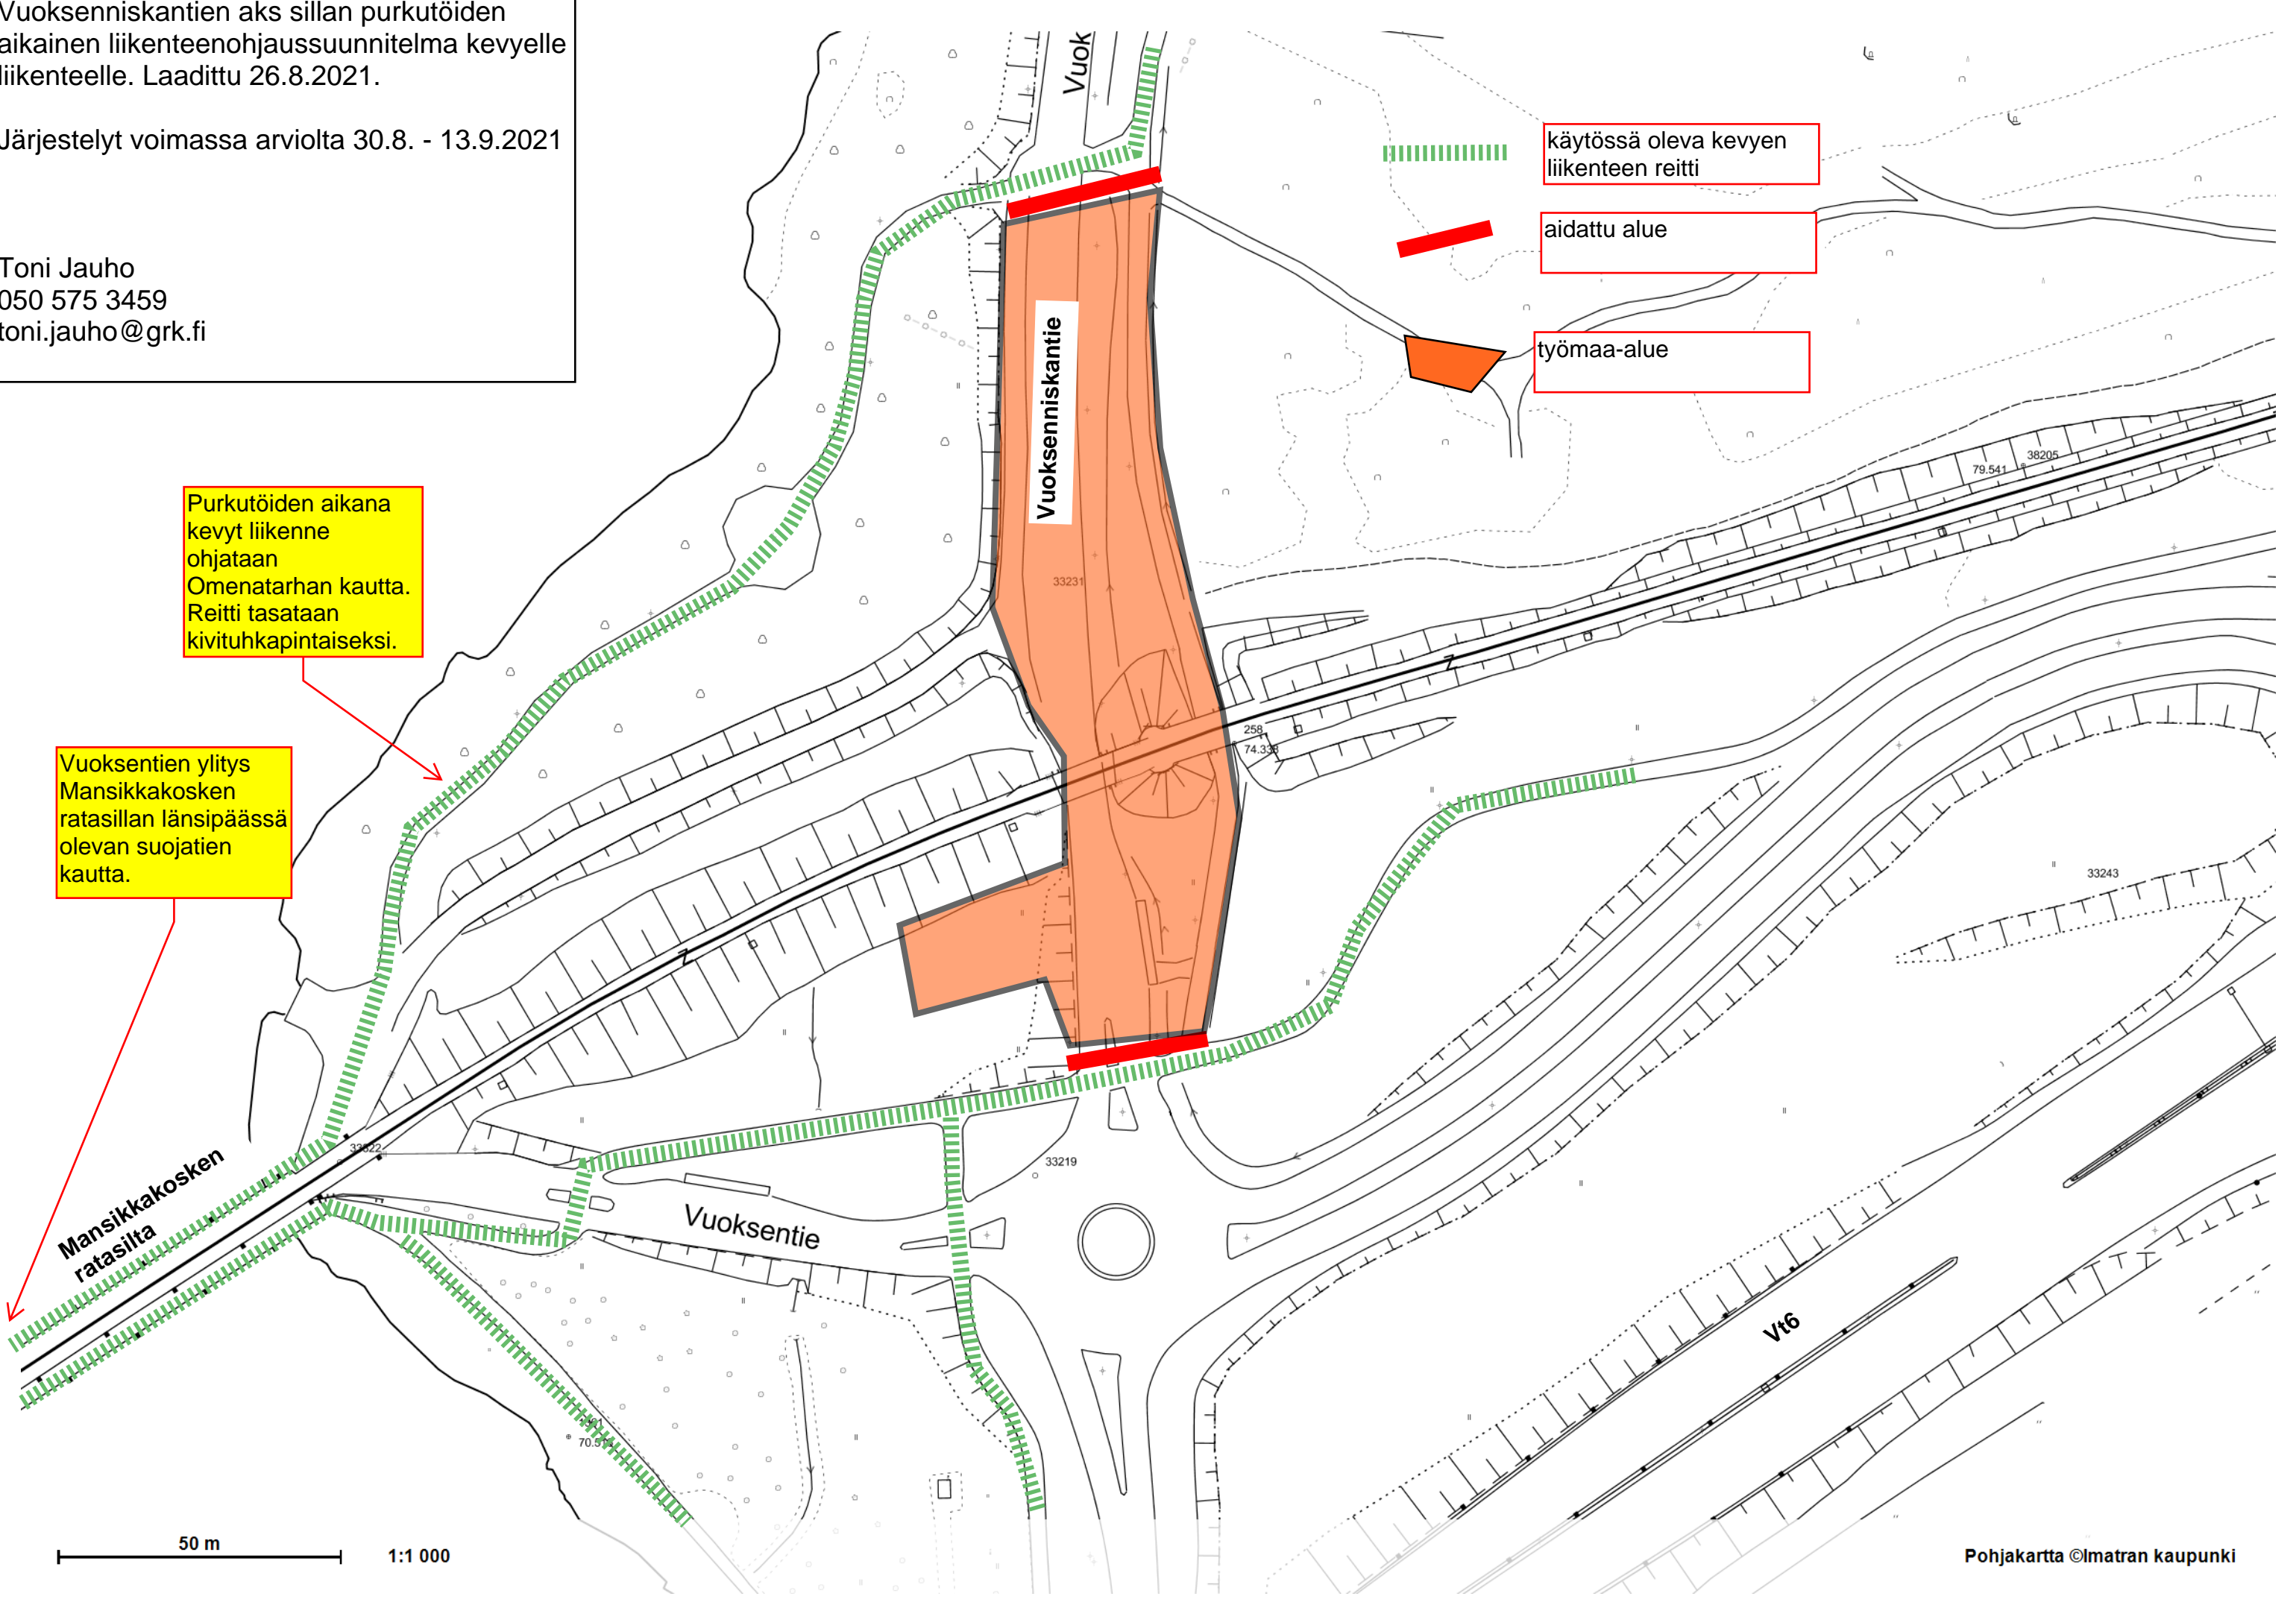 Vuoksenniskantien aks sillan purkutöiden
aikainen liikenteenohjaussuunnitelma kevyelle
liikenteelle. Laadittu 26.8.2021.
Järjestelyt voimassa arviolta 30.8. - 13.9.2021
Toni Jauho
050 575 3459
toni.jauho@grk.fi
Vuok
käytössä oleva kevyen
liikenteen reitti
aidattu alue
työmaa-alue
Vuoksenniskantie
79.541
38205
Purkutöiden aikana
kevyt liikenne
ohjataan
Omenatarhan kautta.
Reitti tasataan
kivituhkapintaiseksi.
33231
Z
258
Vuoksentien ylitys
Mansikkakosken
ratasillan länsipäässä
olevan suojatien
kautta.
33243
Z
33219
Mansikkakosken
ratasilta
Vuoksentie
Vt6
50 m
1:1 000
Pohjakartta ©Imatran kaupunki